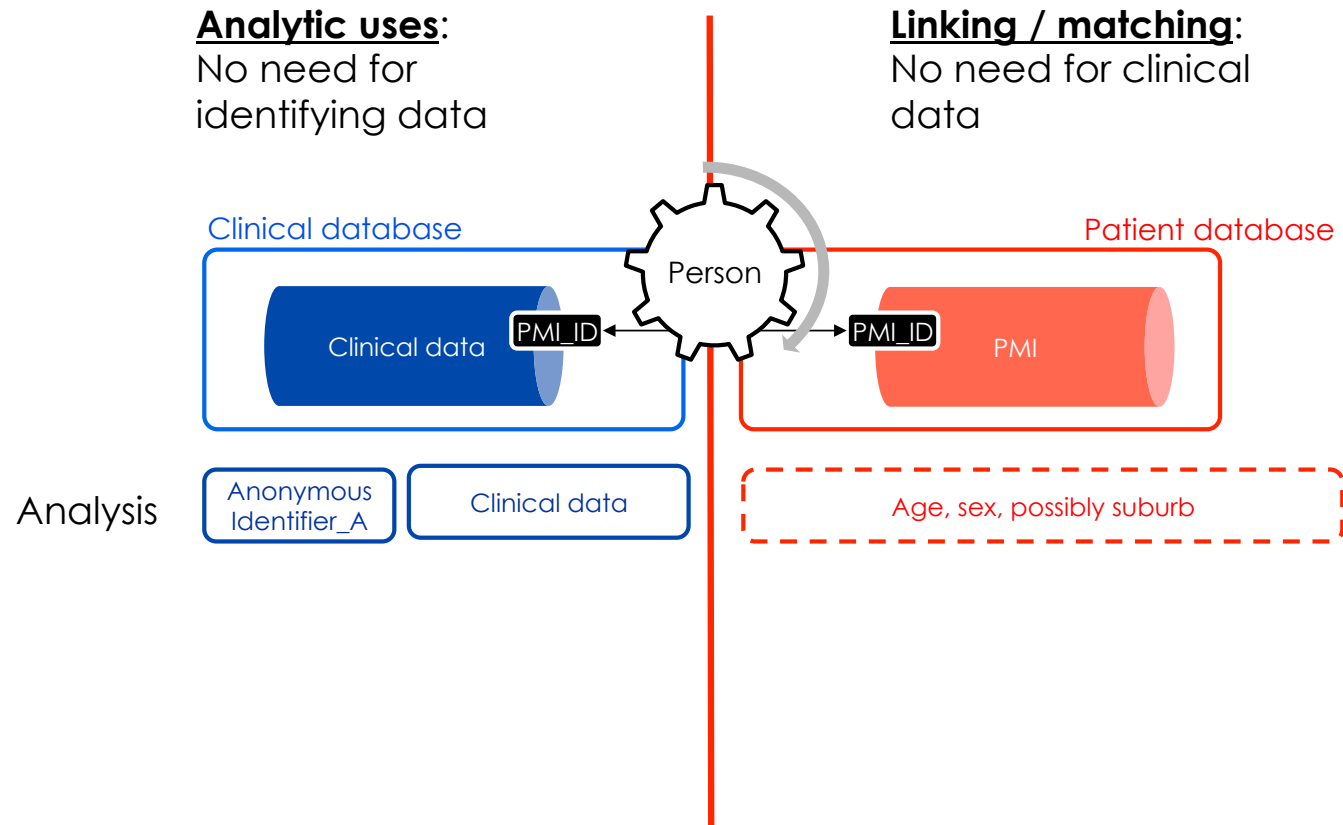 Analytic uses:
No need for
identifying data
Linking / matching:
No need for clinical
data
Clinical database
Patient database
Person
Clinical data
PMI_ID
PMI_ID
PMI
Analysis
Anonymous
Identifier_A
Clinical data
Age, sex, possibly suburb